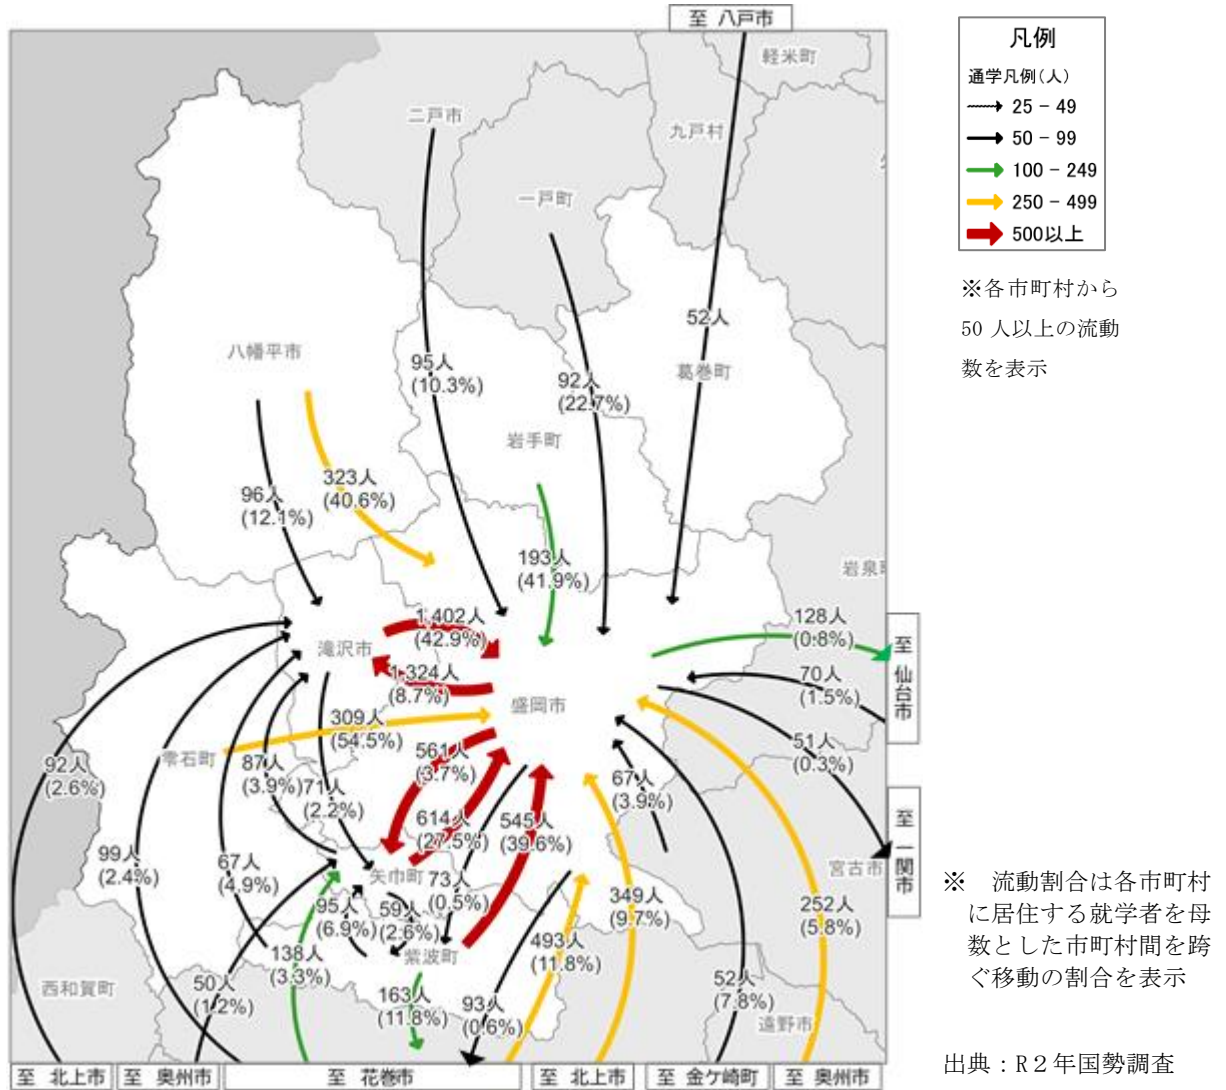 至 八戸市
凡例
通学凡例(人)
25 - 49
50 - 99
100 - 249
250 - 499
500以上
※各市町村から
50 人以上の流動
数を表示
軽米町
二戸市
九戸村
一戸町
52人
八幡平市
95人
(10.3%)
92人
(22.7%)
葛巻町
岩手町
323人
(40.6%)
96人
(12.1%)
193人
(41.9%)
岩泉町
1,402人
(42.9%)
128人
(0.8%)
至 仙台市
滝沢市
1,324人
(8.7%)
70人
(1.5%)
盛岡市
309人
(54.5%)
雫石町
561人
(3.7%)
51人
(0.3%)
92人
(2.6%)
87人
(3.9%)
71人
(2.2%)
67人
(3.9%)
614人
(27.5%)
545人
(39.6%)
至 一関市
99人
(2.4%)
67人
(4.9%)
矢巾町
73人
(0.5%)
宮古市
349人
(9.7%)
252人
(5.8%)
95人
(6.9%)
59人
(2.6%)
493人
(11.8%)
138人
(3.3%)
紫波町
50人
(1.2%)
西和賀町
163人
(11.8%)
93人
(0.6%)
52人
(7.8%)
遠野市
※ 流動割合は各市町村
に居住する就学者を母
数とした市町村間を跨
ぐ移動の割合を表示
至 北上市
至 奥州市
至 花巻市
至 北上市
至 金ケ崎町
至 奥州市
出典：R２年国勢調査